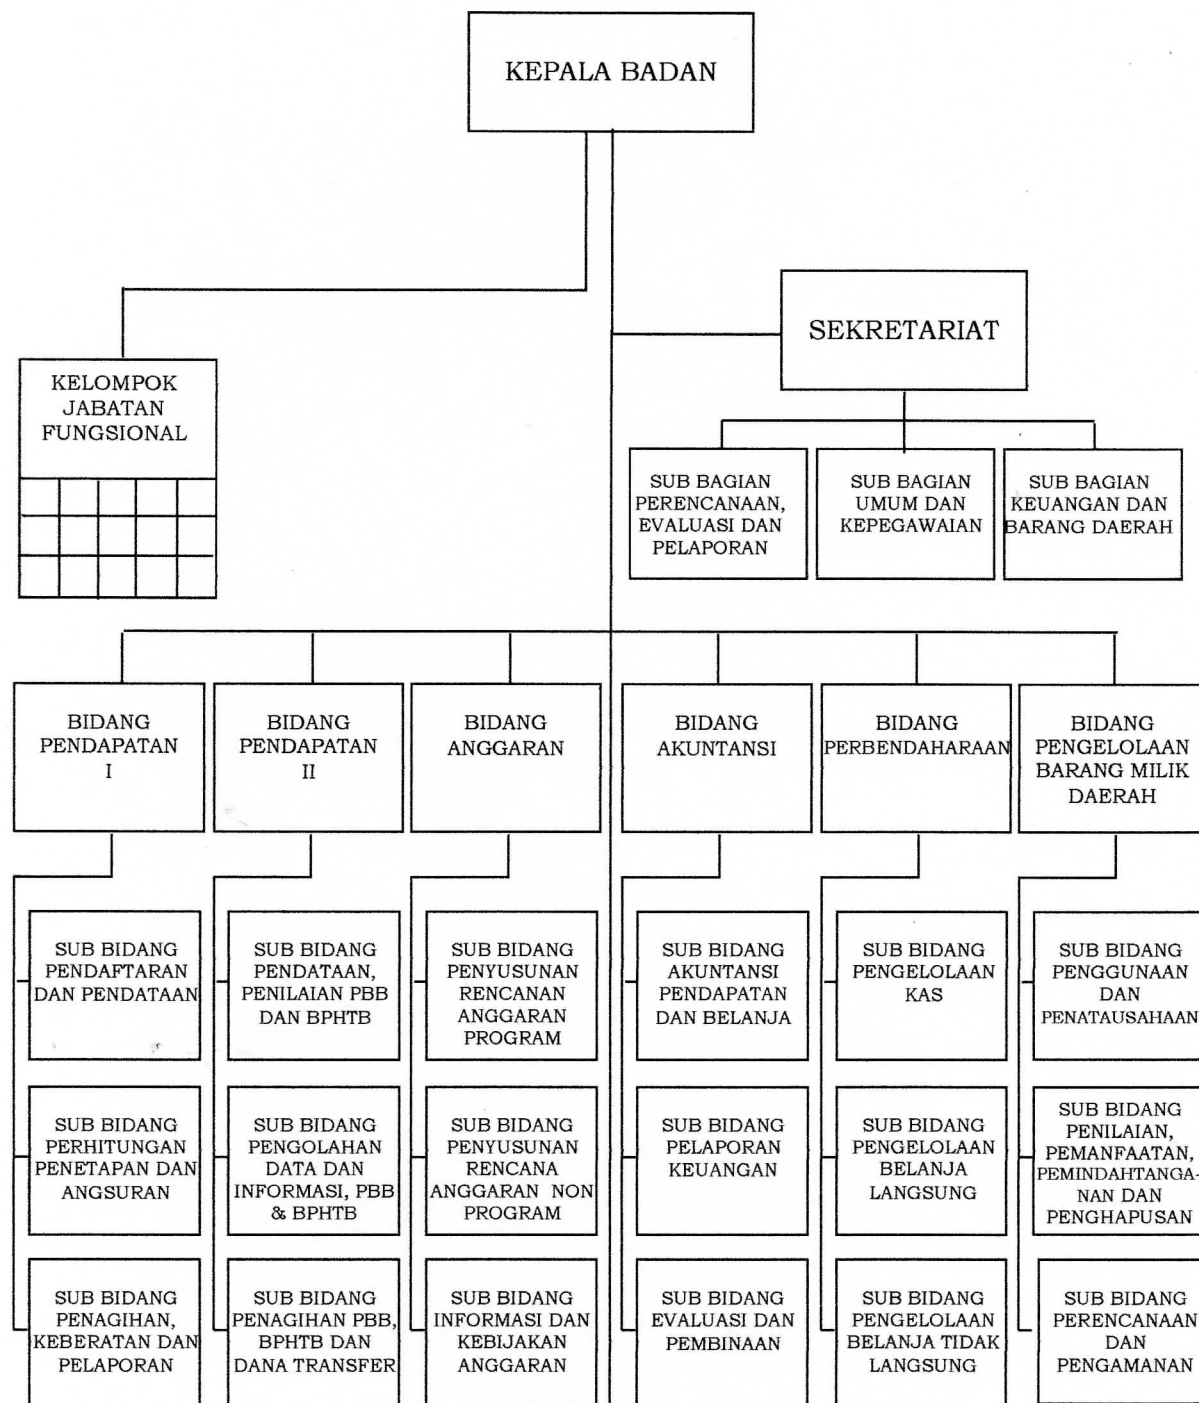 KEPALA BADAN
SEKRETARIAT
KELOMPOK
JABATAN
FUNGSIONAL
SUB BAGIAN
PERENCANAAN,
EVALUASI DAN
PELAPORAN
SUB BAGIAN
UMUM DAN
KEPEGAWAIAN
SUB BAGIAN
KEUANGAN DAN
BARANG DAERAH
BIDANG
PENDAPATAN
I
BIDANG
PENDAPATAN
II
BIDANG
ANGGARAN
BIDANG
AKUNTANSI
BIDANG
PERBENDAHARAAN
BIDANG
PENGELOLAAN
BARANG MILIK
DAERAH
SUB BIDANG
PENDAFTARAN
DAN PENDATAAN
SUB BIDANG
PENDATAAN,
PENILAIAN PBB
DAN BPHTB
SUB BIDANG
PENYUSUNAN
RENCANAN
ANGGARAN
PROGRAM
SUB BIDANG
AKUNTANSI
PENDAPATAN
DAN BELANJA
SUB BIDANG
PENGELOLAAN
KAS
SUB BIDANG
PENGGUNAAN
DAN
PENATAUSAHAAN
SUB BIDANG
PERHITUNGAN
PENETAPAN DAN
ANGSURAN
SUB BIDANG
PENGOLAHAN
DATA DAN
INFORMASI, PBB
& BPHTB
SUB BIDANG
PENYUSUNAN
RENCANA
ANGGARAN NON
PROGRAM
SUB BIDANG
PELAPORAN
KEUANGAN
SUB BIDANG
PENGELOLAAN
BELANJA
LANGSUNG
SUB BIDANG
PENILAIAN,
PEMANFAATAN,
PEMINDAHTANGA-
NAN DAN
PENGHAPUSAN
SUB BIDANG
PENAGIHAN,
KEBERATAN DAN
PELAPORAN
SUB BIDANG
PENAGIHAN PBB,
BPHTB DAN
DANA TRANSFER
SUB BIDANG
INFORMASI DAN
KEBIJAKAN
ANGGARAN
SUB BIDANG
EVALUASI DAN
PEMBINAAN
SUB BIDANG
PENGELOLAAN
BELANJA TIDAK
LANGSUNG
SUB BIDANG
PERENCANAAN
DAN
PENGAMANAN